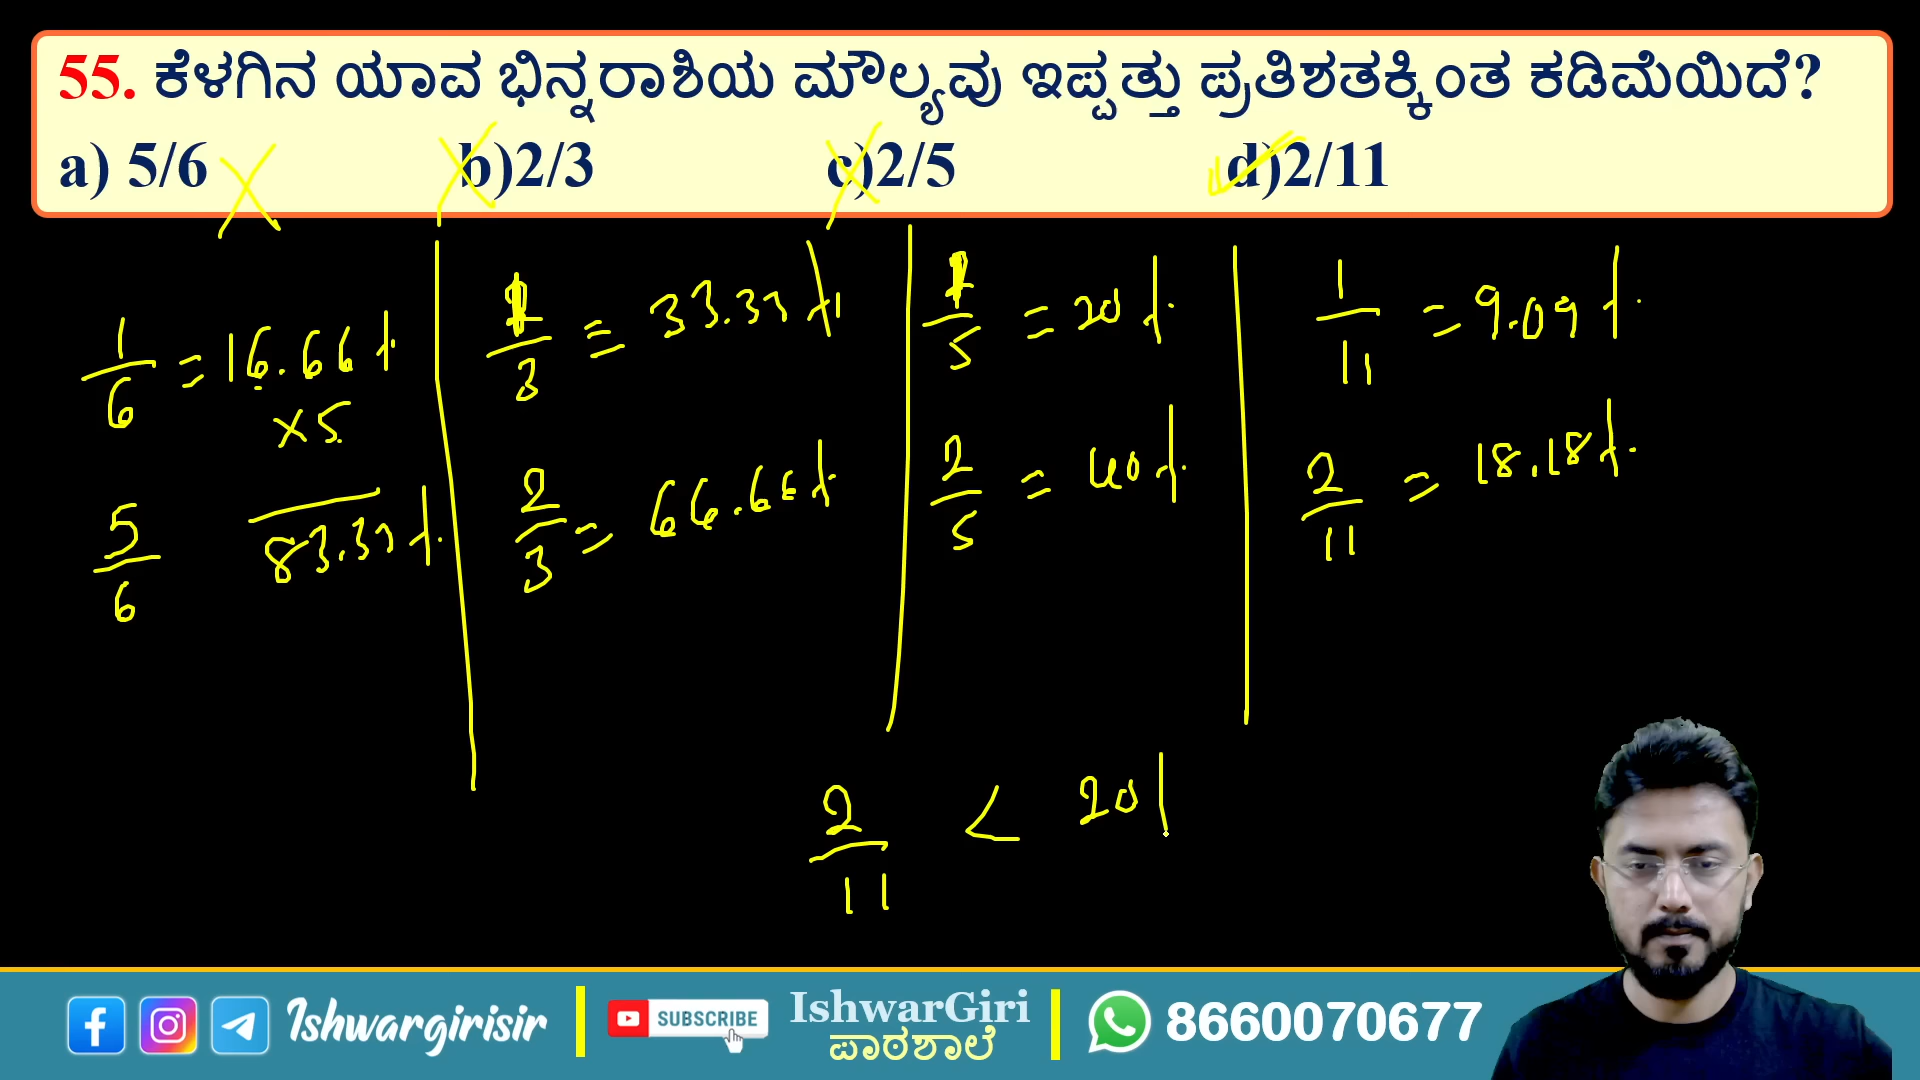 55. ಕೆಳಗಿನ ಯಾವ ಭಿನ್ನರಾಶಿಯ ಮೌಲ್ಯವು ಇಪ್ಪತ್ತು ಪ್ರತಿಶತಕ್ಕಿಂತ ಕಡಿಮೆಯಿದೆ?
a) 5/6 b)2/3 c)2/5 d)2/11
1/6 = 16.66%
×5
5/6 83.33%
1/3 = 33.33%
2/3 = 66.66%
1/5 = 20%
2/5 = 40%
1/11 = 9.09%
2/11 = 18.18%
2/11 < 20
Ishwargirisir SUBSCRIBE IshwarGiri 8660070677
ಪಾಠಶಾಲೆ